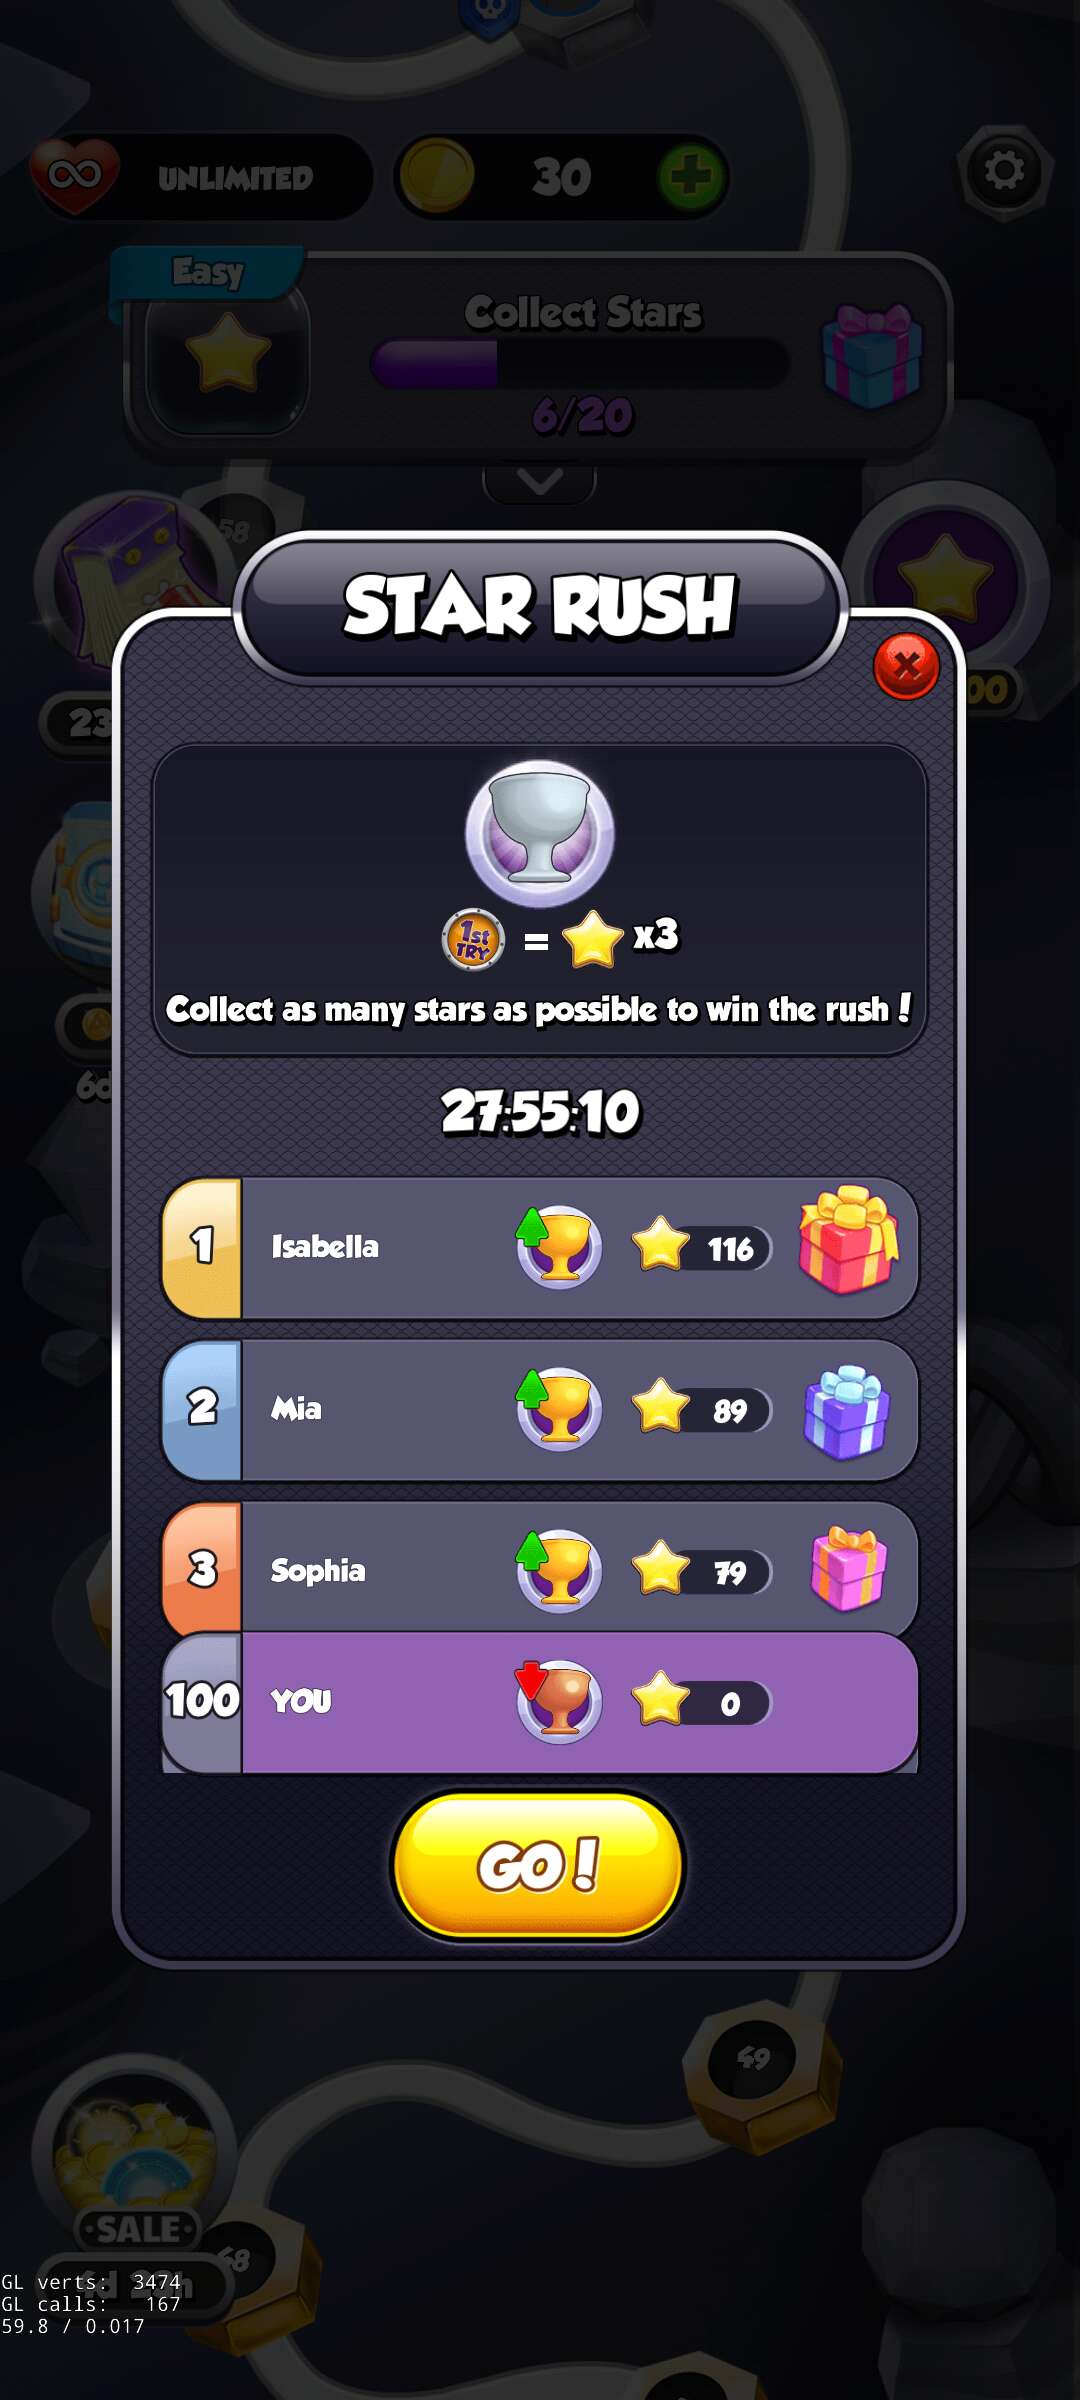 UNLIMITED
30
Easy
Collect Stars
6/20
58
STAR RUSH
23
00
1st TRY = x3
Collect as many stars as possible to win the rush!
27:55:10
6d
1 Isabella 116
2 Mia 89
3 Sophia 79
100 YOU 0
GO!
49
SALE
GL verts: 3474
GL calls: 167
59.8 / 0.017